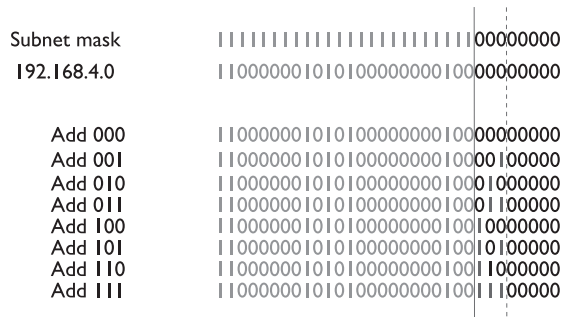 Subnet mask 11111111111111111111111100000000
192.168.4.0 11000000101010000000010000000000
Add 000 11000000101010000000010000000000
Add 001 11000000101010000000010000100000
Add 010 11000000101010000000010001000000
Add 011 11000000101010000000010001100000
Add 100 11000000101010000000010010000000
Add 101 11000000101010000000010010100000
Add 110 11000000101010000000010011000000
Add 111 11000000101010000000010011100000